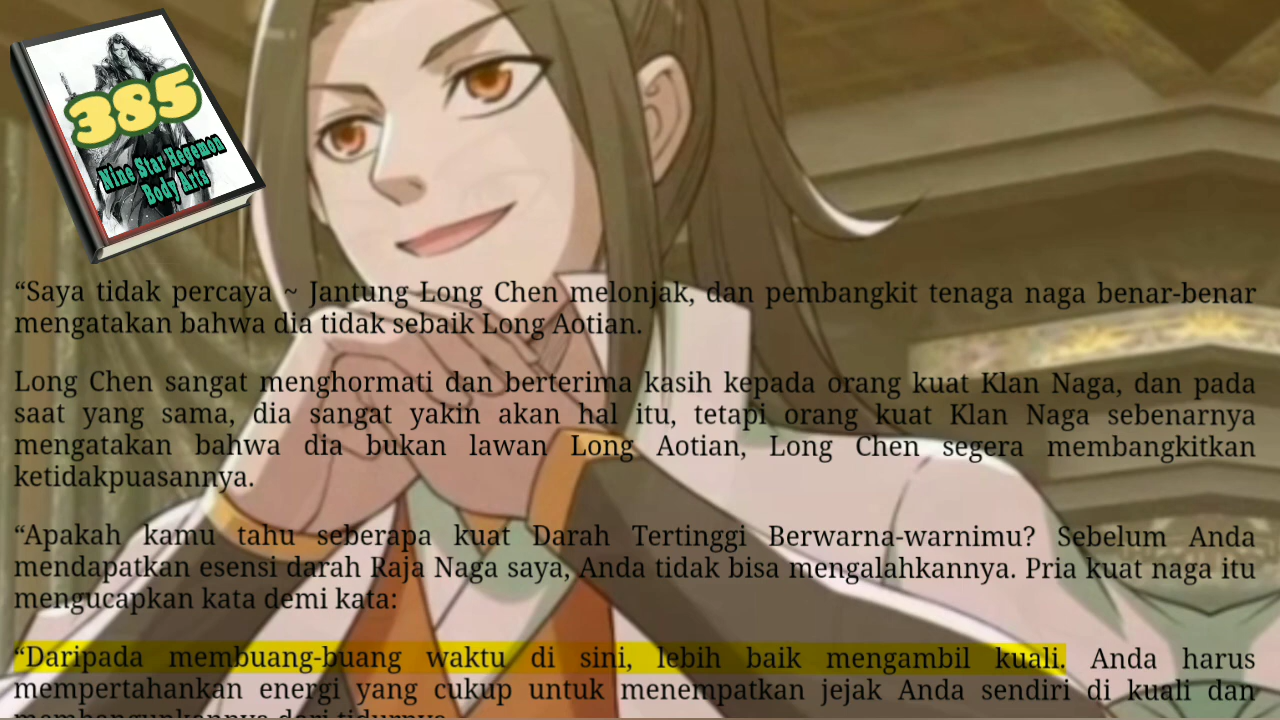 385
Nine Star Hegemon
Body Arts
“Saya tidak percaya ~ Jantung Long Chen melonjak, dan pembangkit tenaga naga benar-benar
mengatakan bahwa dia tidak sebaik Long Aotian.
Long Chen sangat menghormati dan berterima kasih kepada orang kuat Klan Naga, dan pada
saat yang sama, dia sangat yakin akan hal itu, tetapi orang kuat Klan Naga sebenarnya
mengatakan bahwa dia bukan lawan Long Aotian, Long Chen segera membangkitkan
ketidakpuasannya.
“Apakah kamu tahu seberapa kuat Darah Tertinggi Berwarna-warnimu? Sebelum Anda
mendapatkan esensi darah Raja Naga saya, Anda tidak bisa mengalahkannya. Pria kuat naga itu
mengucapkan kata demi kata:
“Daripada membuang-buang waktu di sini, lebih baik mengambil kuali. Anda harus
mempertahankan energi yang cukup untuk menempatkan jejak Anda sendiri di kuali dan
membangunkannya dari tidurnya.